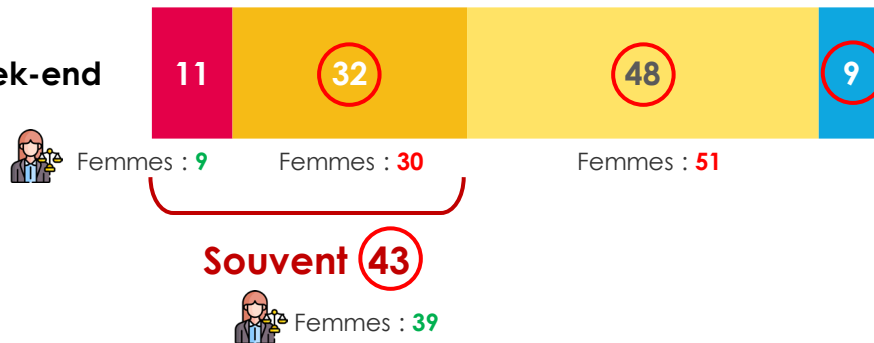 ek-end 11 32 48 9
Femmes : 9 Femmes : 30 Femmes : 51
Souvent 43
Femmes : 39